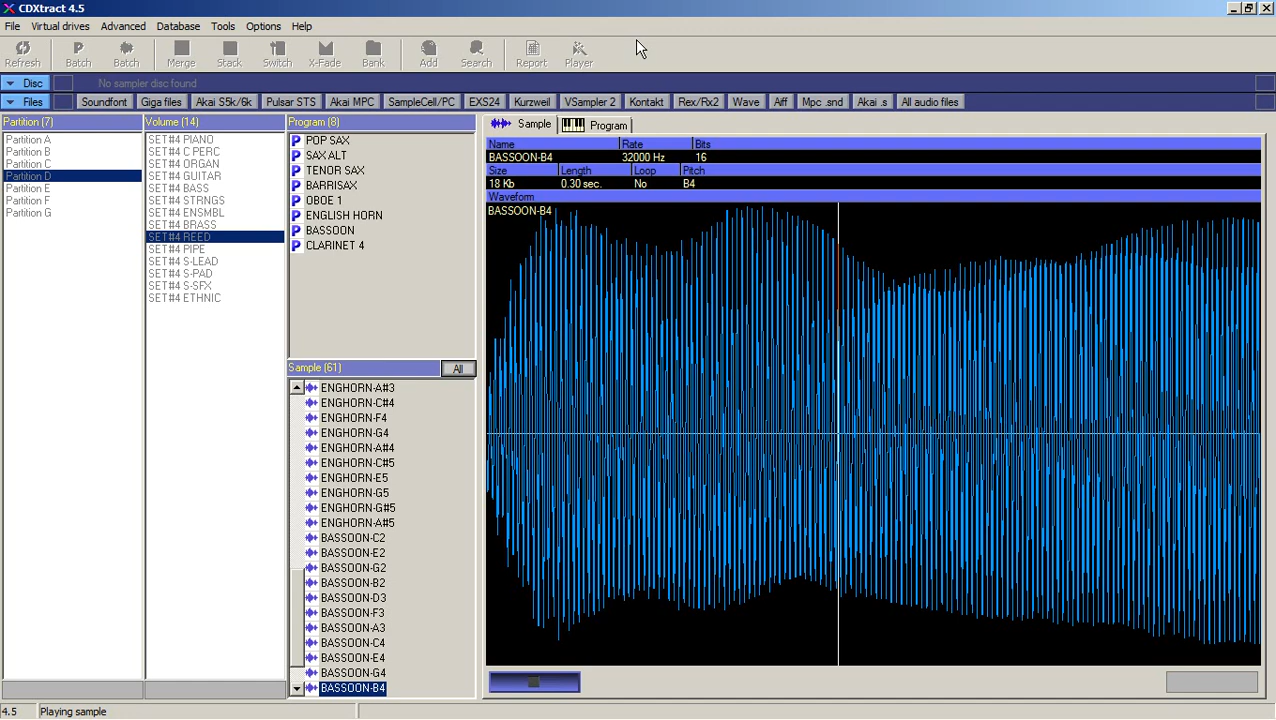 CDXtract 4.5
File Virtual drives Advanced Database Tools Options Help
Refresh Batch Batch Merge Stack Switch X-Fade Bank Add Search Report Player
Disc No sampler disc found
Files Soundfont Giga files Akai S5k/6k Pulsar STS Akai MPC SampleCell/PC EXS24 Kurzweil VSampler 2 Kontakt Rex/Rx2 Wave Aiff Mpc .snd Akai .s All audio files
Partition (7)
Partition A
Partition B
Partition C
Partition D
Partition E
Partition F
Partition G
Volume (14)
SET#4 PIANO
SET#4 C PERC
SET#4 ORGAN
SET#4 GUITAR
SET#4 BASS
SET#4 STRNGS
SET#4 ENSMBL
SET#4 BRASS
SET#4 REED
SET#4 PIPE
SET#4 S-LEAD
SET#4 S-PAD
SET#4 S-SFX
SET#4 ETHNIC
Program (8)
P POP SAX
P SAX ALT
P TENOR SAX
P BARRISAX
P OBOE 1
P ENGLISH HORN
P BASSOON
P CLARINET 4
Sample (61) All
ENGHORN-A#3
ENGHORN-C#4
ENGHORN-F4
ENGHORN-G4
ENGHORN-A#4
ENGHORN-C#5
ENGHORN-E5
ENGHORN-G5
ENGHORN-G#5
ENGHORN-A#5
BASSOON-C2
BASSOON-E2
BASSOON-G2
BASSOON-B2
BASSOON-D3
BASSOON-F3
BASSOON-A3
BASSOON-C4
BASSOON-E4
BASSOON-G4
BASSOON-B4
Sample Program
Name Rate Bits
BASSOON-B4 32000 Hz 16
Size Length Loop Pitch
18 Kb 0.30 sec. No B4
Waveform
BASSOON-B4
4.5 Playing sample